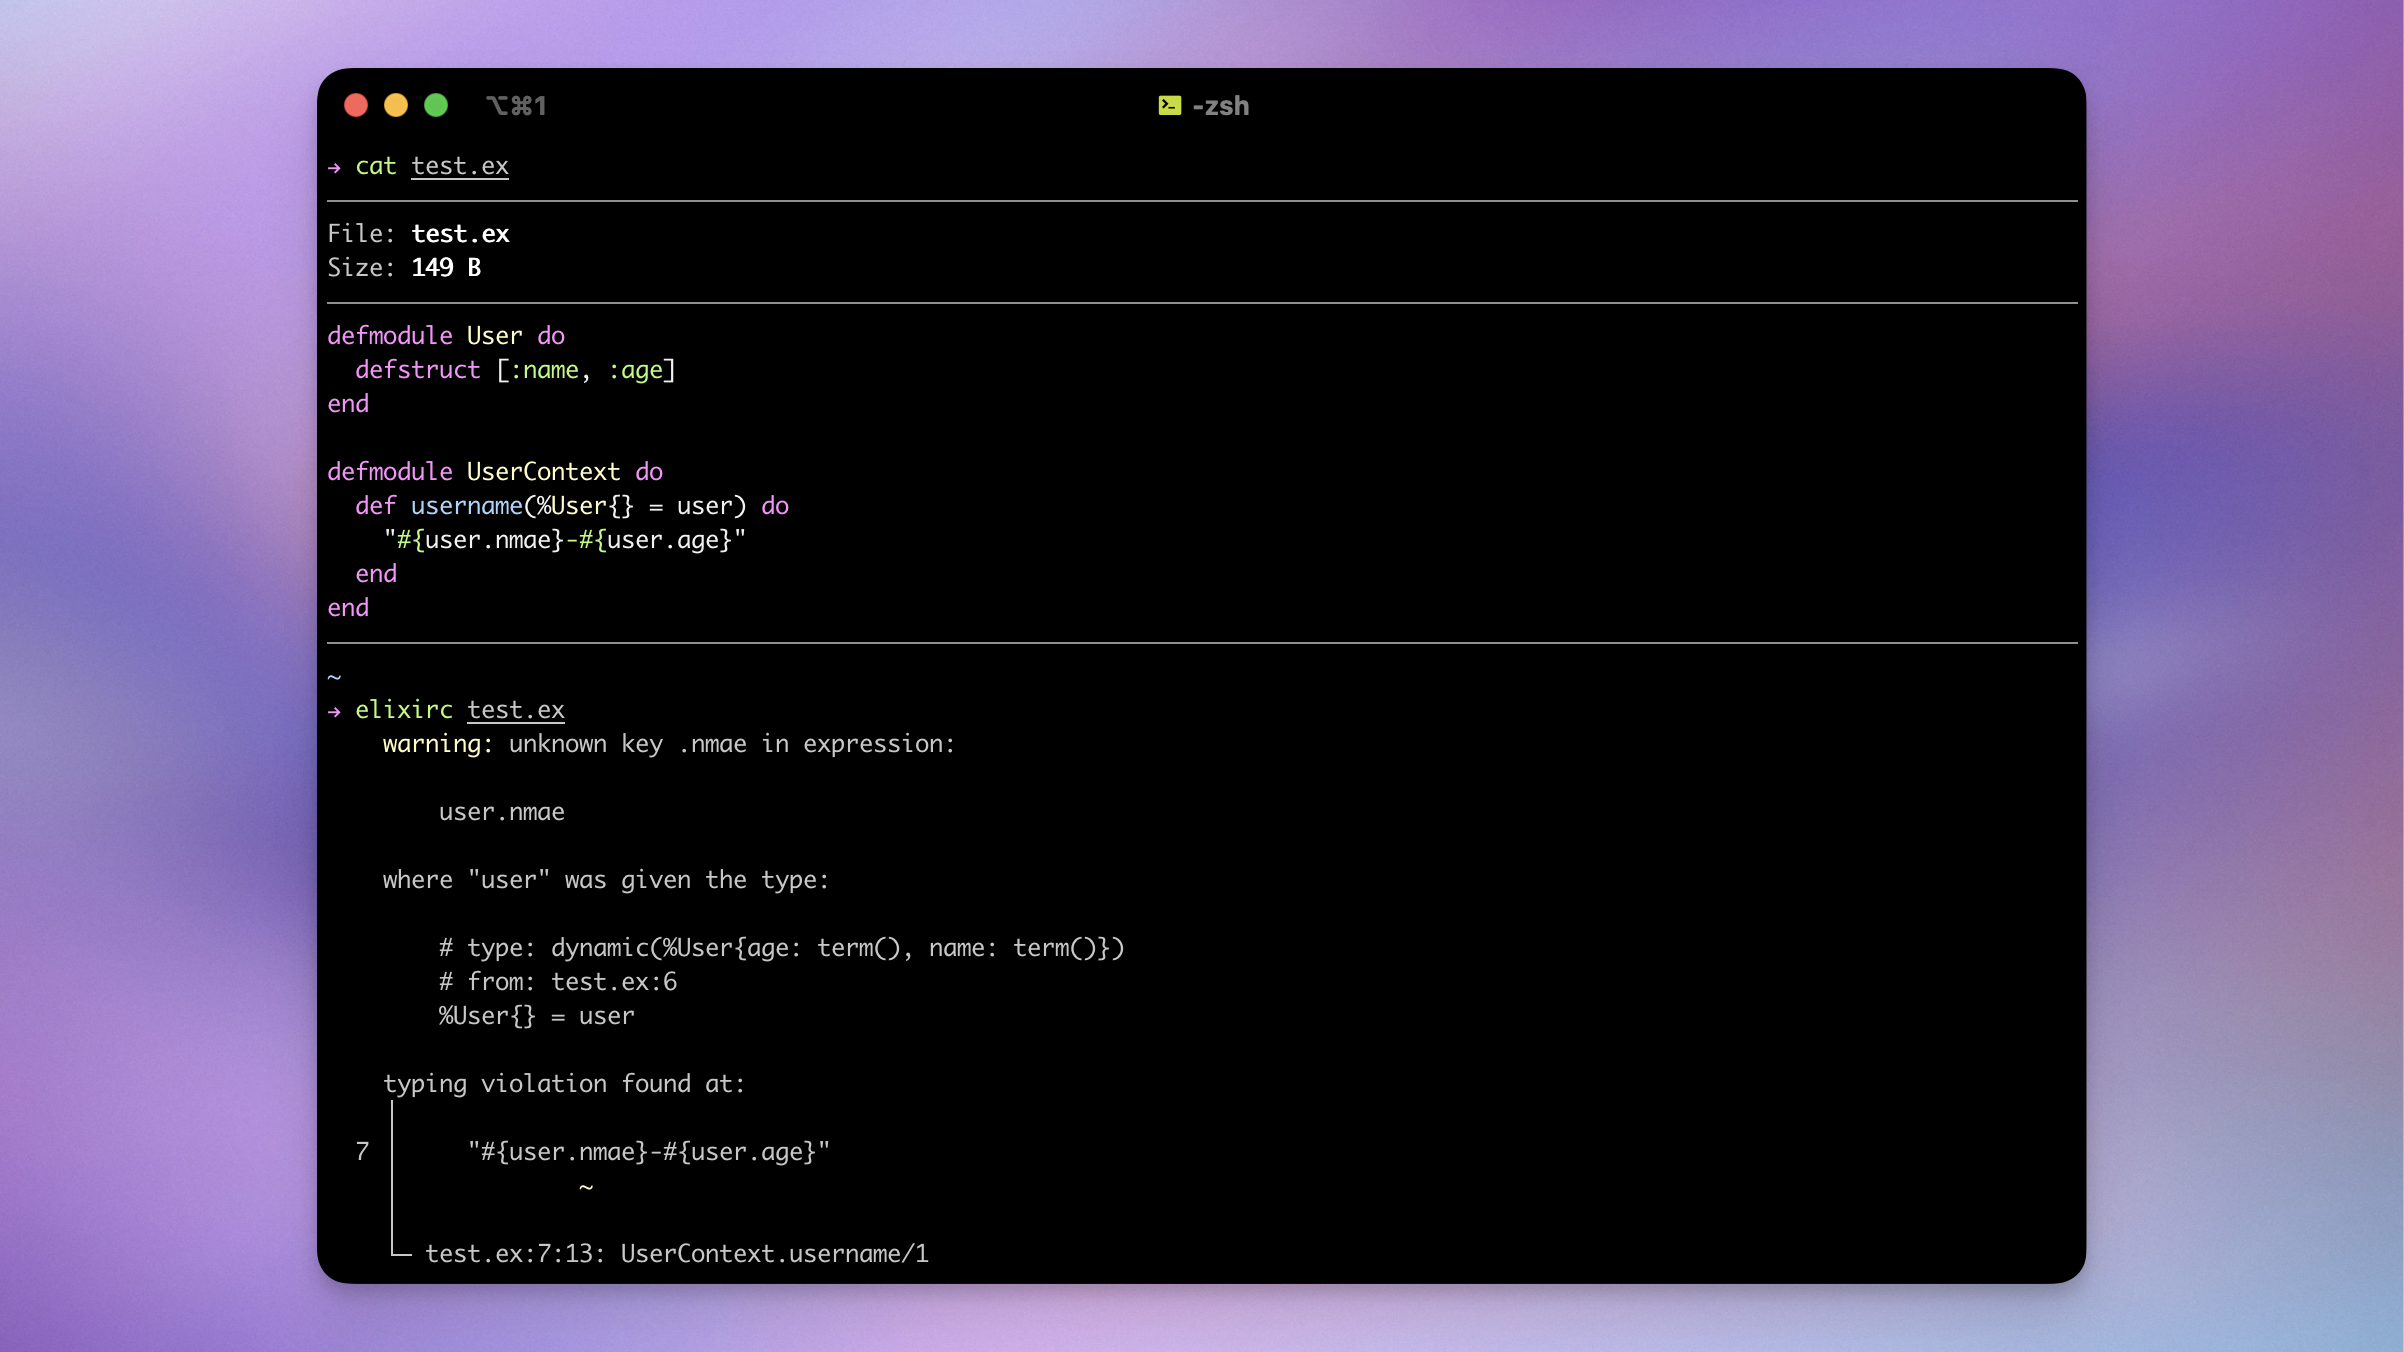 ⌥⌘1
-zsh
→ cat test.ex
File: test.ex
Size: 149 B
defmodule User do
  defstruct [:name, :age]
end
defmodule UserContext do
  def username(%User{} = user) do
    "#{user.nmae}-#{user.age}"
  end
end
~
→ elixirc test.ex
    warning: unknown key .nmae in expression:
        user.nmae
    where "user" was given the type:
        # type: dynamic(%User{age: term(), name: term()})
        # from: test.ex:6
        %User{} = user
    typing violation found at:
  7 │     "#{user.nmae}-#{user.age}"
    │             ~
    └─ test.ex:7:13: UserContext.username/1